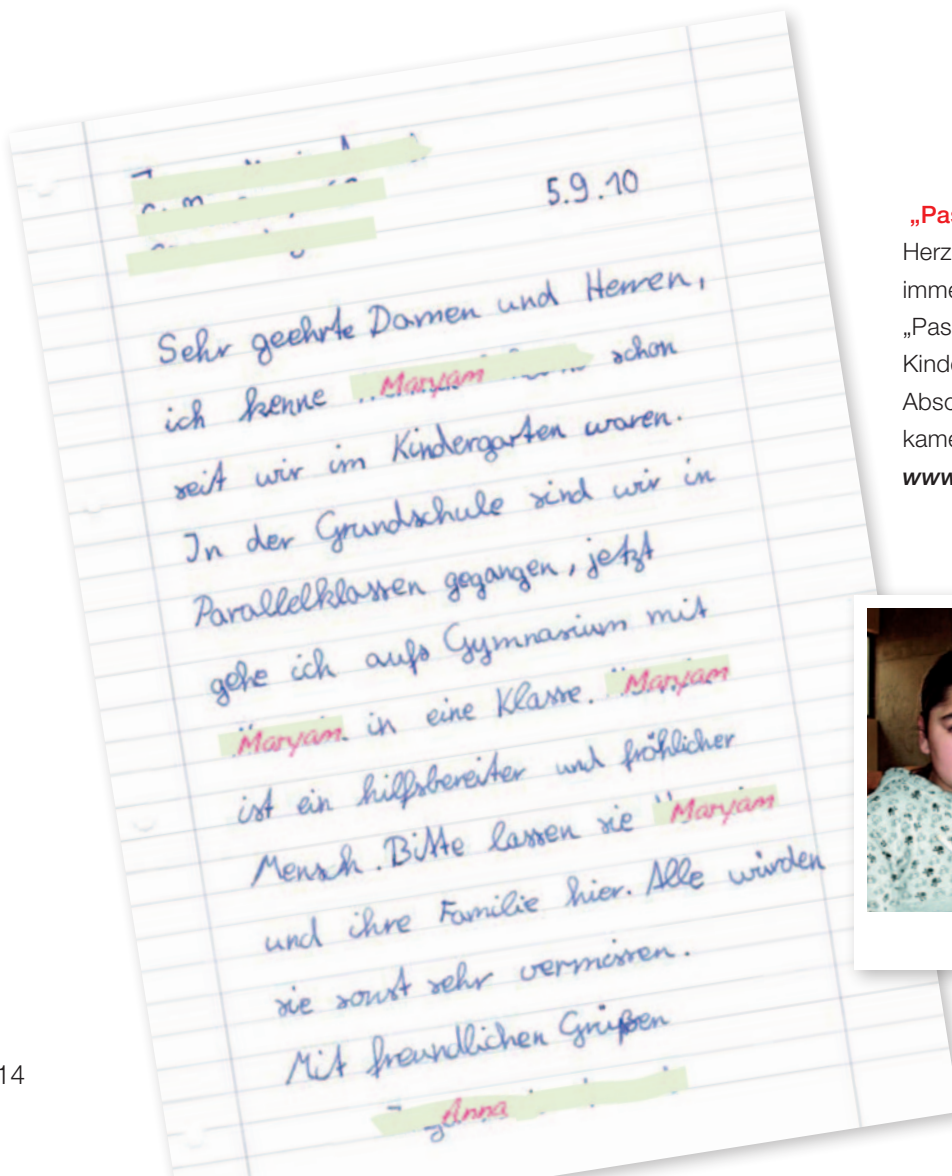 5.9.10
Sehr geehrte Damen und Herren,
ich kenne Maryam schon
seit wir im Kindergarten waren.
In der Grundschule sind wir in
Parallelklassen gegangen, jetzt
gehe ich aufs Gymnasium mit
Maryam in eine Klasse. Maryam
ist ein hilfsbereiter und fröhlicher
Mensch. Bitte lassen sie Maryam
und ihre Familie hier. Alle würden
sie sonst sehr vermissen.
Mit freundlichen Grüßen
Anna
14
„Pas
Herz
imme
„Pas
Kinde
Absc
kame
www